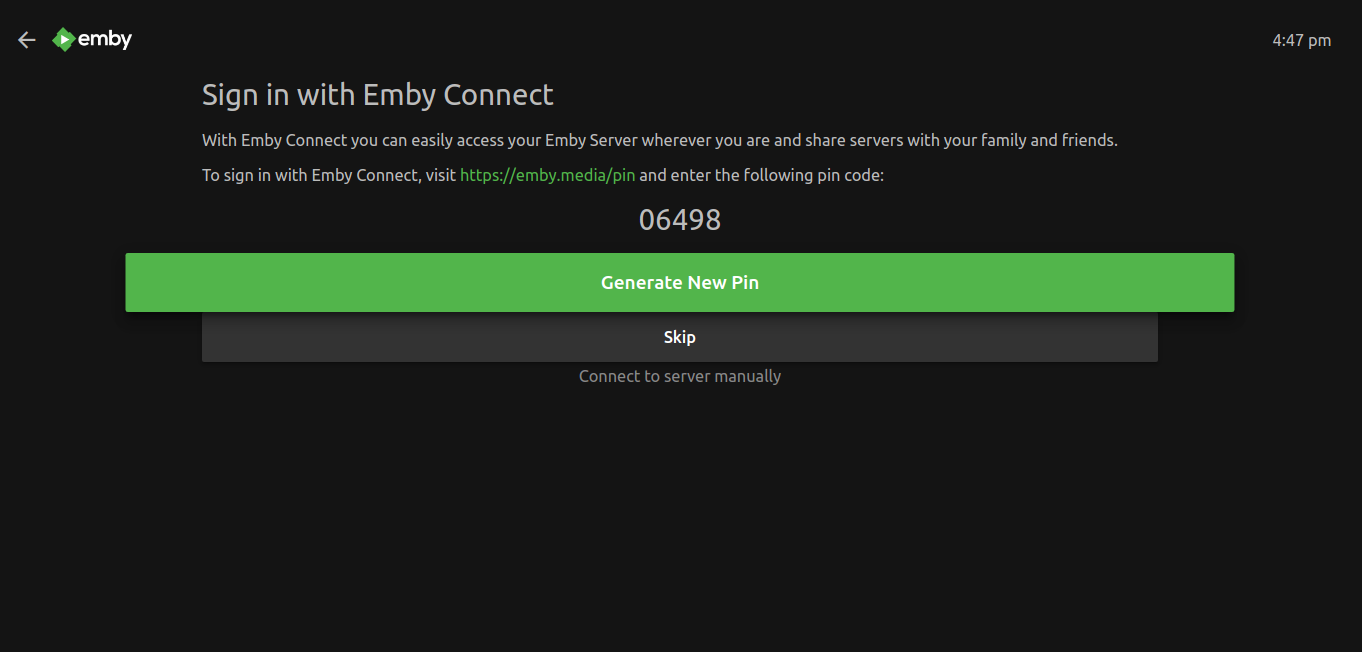 emby
4:47 pm
Sign in with Emby Connect
With Emby Connect you can easily access your Emby Server wherever you are and share servers with your family and friends.
To sign in with Emby Connect, visit https://emby.media/pin and enter the following pin code:
06498
Generate New Pin
Skip
Connect to server manually